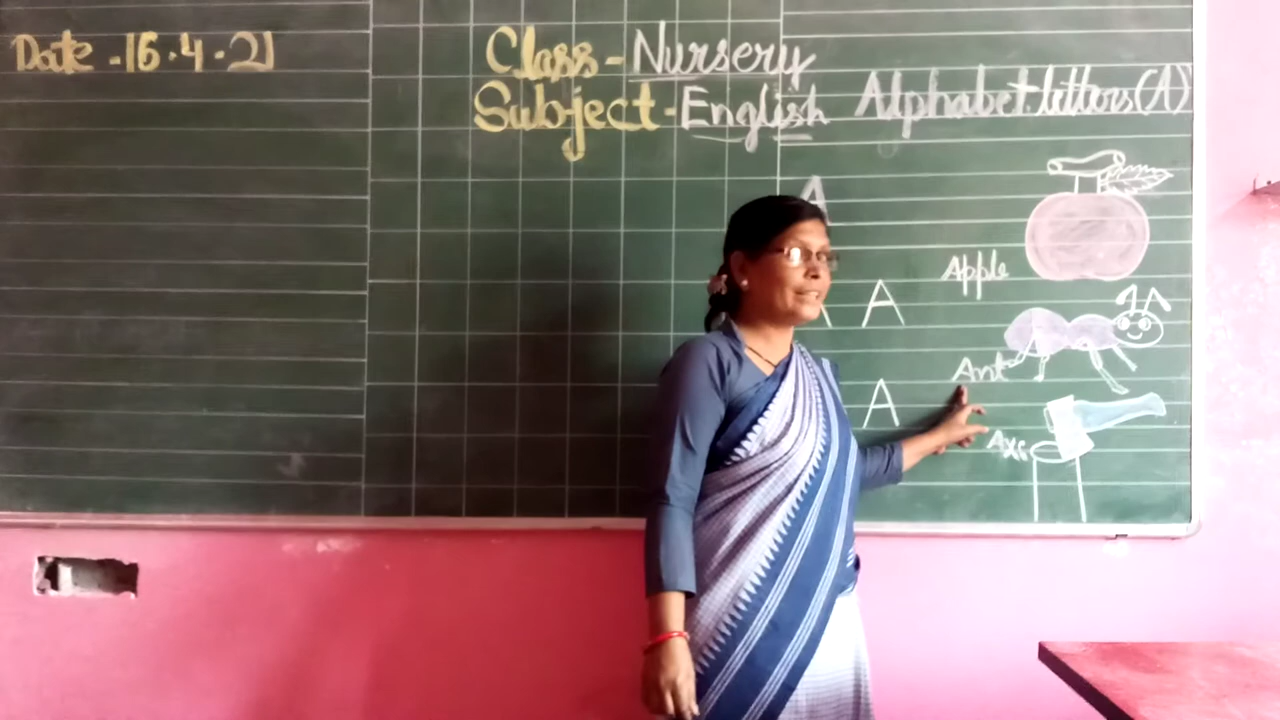 Date - 16.4.21
Class - Nursery
Subject - English
Alphabet letters (A)
A
Apple
A A
Ant
A
Axe